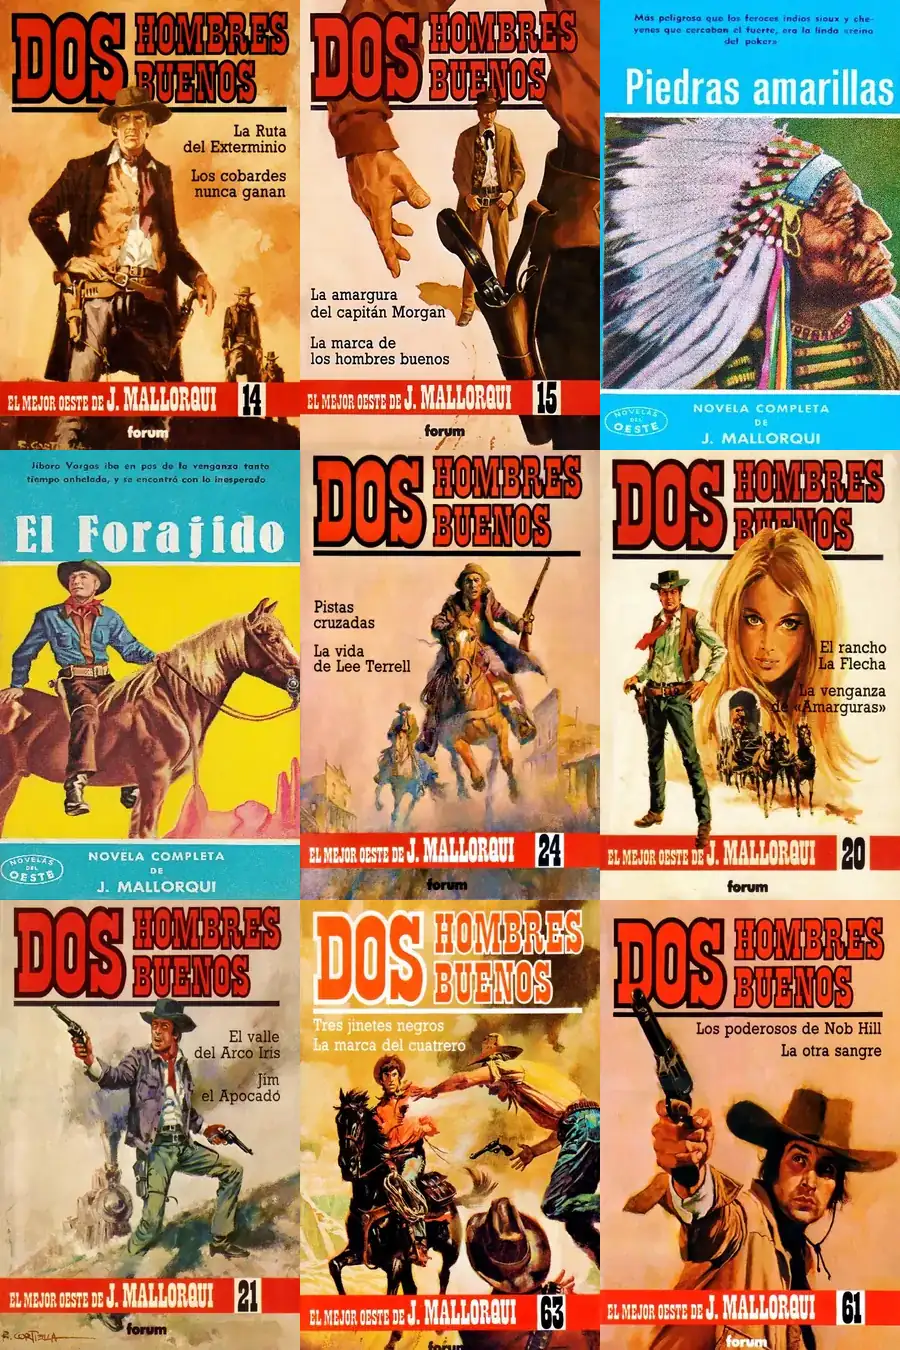 DOS HOMBRES
BUENOS
La Ruta
del Exterminio
Los cobardes
nunca ganan
EL MEJOR OESTE DE J. MALLORQUI 14
forum
DOS HOMBRES
BUENOS
La amargura
del capitán Morgan
La marca de
los hombres buenos
EL MEJOR OESTE DE J. MALLORQUI 15
forum
Más peligrosa que los feroces indios sioux y che-
yenes que cercaban el fuerte, era la linda «reina
del poker»
Piedras amarillas
NOVELAS
DEL
OESTE
NOVELA COMPLETA
DE
J. MALLORQUI
Jíbaro Vargas iba en pos de la venganza tanto
tiempo anhelada, y se encontró con lo inesperado
El Forajido
NOVELAS
DEL
OESTE
NOVELA COMPLETA
DE
J. MALLORQUI
DOS HOMBRES
BUENOS
Pistas
cruzadas
La vida
de Lee Terrell
EL MEJOR OESTE DE J. MALLORQUI 24
forum
DOS HOMBRES
BUENOS
El rancho
La Flecha
La venganza
de «Amarguras»
EL MEJOR OESTE DE J. MALLORQUI 20
forum
DOS HOMBRES
BUENOS
El valle
del Arco Iris
Jim
el Apocado
EL MEJOR OESTE DE J. MALLORQUI 21
R. CORTIELLA
forum
DOS HOMBRES
BUENOS
Tres jinetes negros
La marca del cuatrero
EL MEJOR OESTE DE J. MALLORQUI 63
forum
DOS HOMBRES
BUENOS
Los poderosos de Nob Hill
La otra sangre
EL MEJOR OESTE DE J. MALLORQUI 61
forum